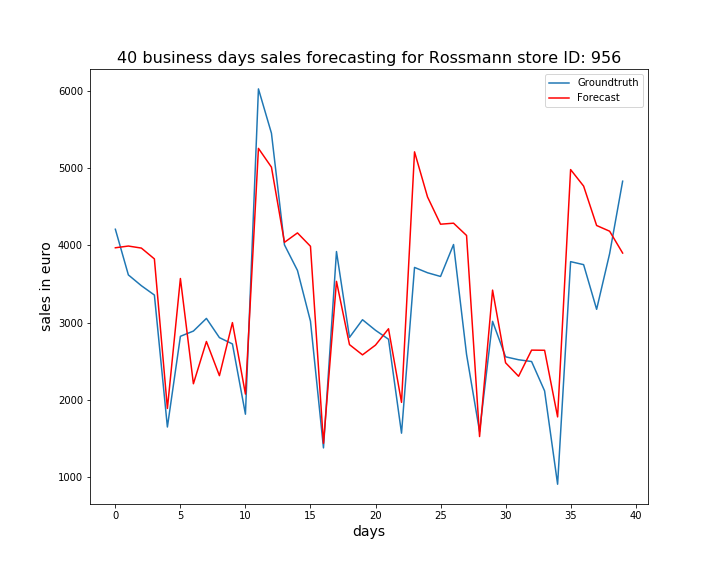 40 business days sales forecasting for Rossmann store ID: 956
Groundtruth
Forecast
6000
5000
4000
3000
2000
1000
sales in euro
0 5 10 15 20 25 30 35 40
days